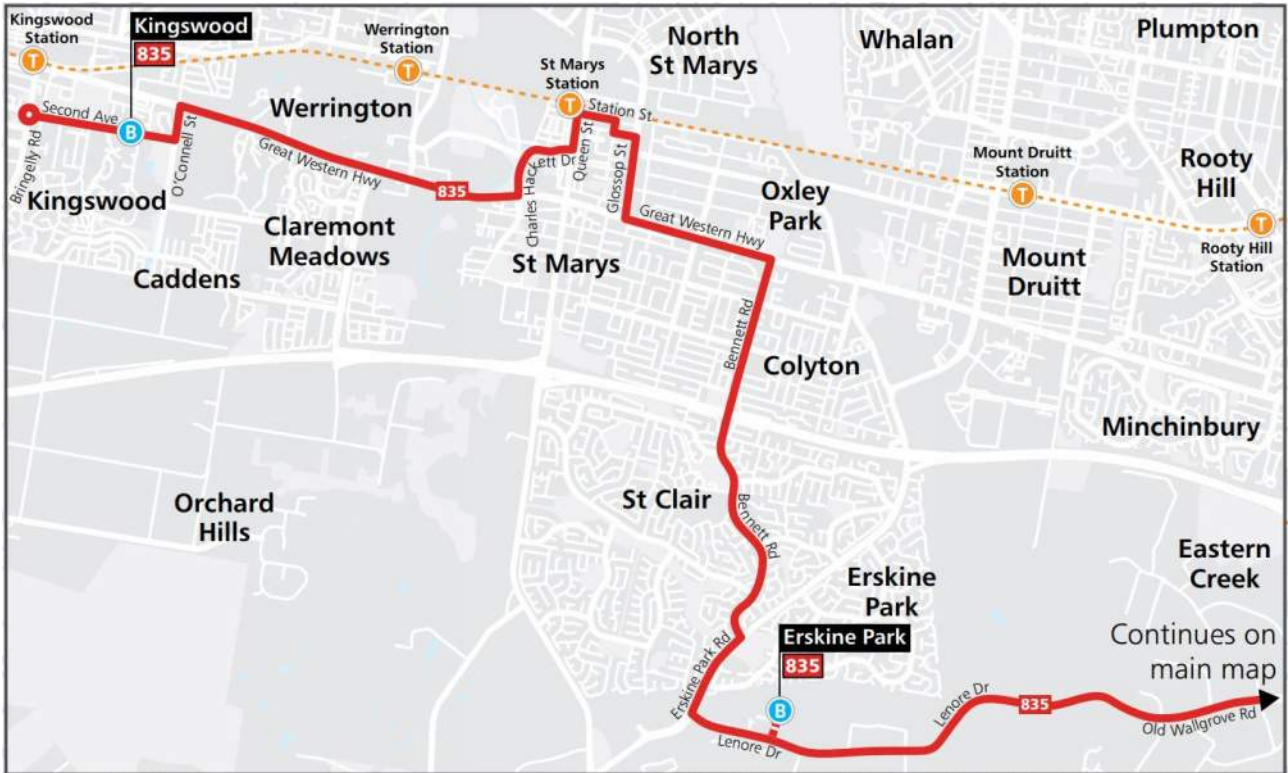 Kingswood
Station
T
Kingswood
835
Werrington
Station
T
St Marys
Station
T
North
St Marys
Whalan
Plumpton
Second Ave
B
Bringelly Rd
O'Connell St
Werrington
Great Western Hwy
835
Charles Hac
ett Dr
Queen St
Station St
Glossop St
Mount Druitt
Station
T
Rooty
Hill
T
Rooty Hill
Station
Kingswood
Claremont
Meadows
Caddens
St Marys
Great Western Hwy
Oxley
Park
Mount
Druitt
Bennett Rd
Colyton
Minchinbury
Orchard
Hills
St Clair
Bennett Rd
Erskine
Park
Eastern
Creek
Erskine Park
835
B
Erskine Park Rd
Lenore Dr
Lenore Dr
835
Old Wallgrove Rd
Continues on
main map